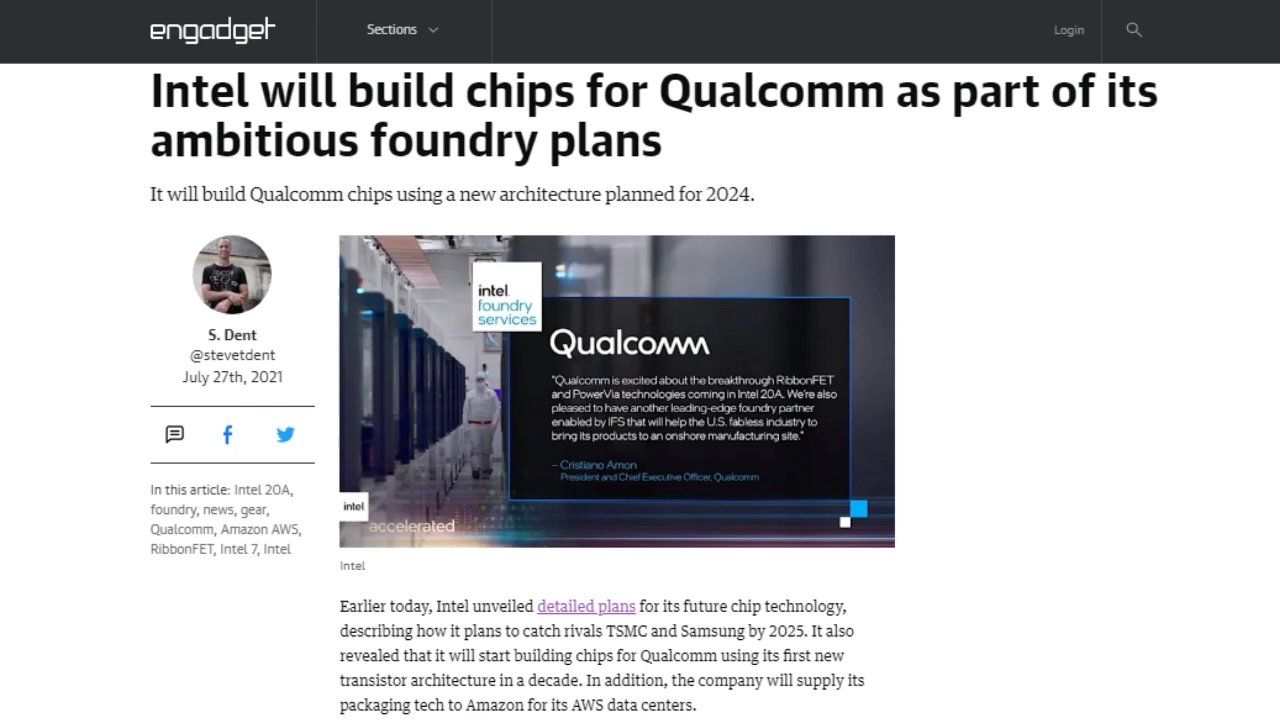 engadget
Sections
Login
Intel will build chips for Qualcomm as part of its
ambitious foundry plans
It will build Qualcomm chips using a new architecture planned for 2024.
S. Dent
@stevetdent
July 27th, 2021
In this article: Intel 20A,
foundry, news, gear,
Qualcomm, Amazon AWS,
RibbonFET, Intel 7, Intel
intel
foundry
services
Qualcomm
"Qualcomm is excited about the breakthrough RibbonFET
and PowerVia technologies coming in Intel 20A. We're also
pleased to have another leading-edge foundry partner
enabled by IFS that will help the U.S. fabless industry to
bring its products to an onshore manufacturing site."
– Cristiano Amon
President and Chief Executive Officer, Qualcomm
intel
accelerated
Intel
Earlier today, Intel unveiled detailed plans for its future chip technology,
describing how it plans to catch rivals TSMC and Samsung by 2025. It also
revealed that it will start building chips for Qualcomm using its first new
transistor architecture in a decade. In addition, the company will supply its
packaging tech to Amazon for its AWS data centers.